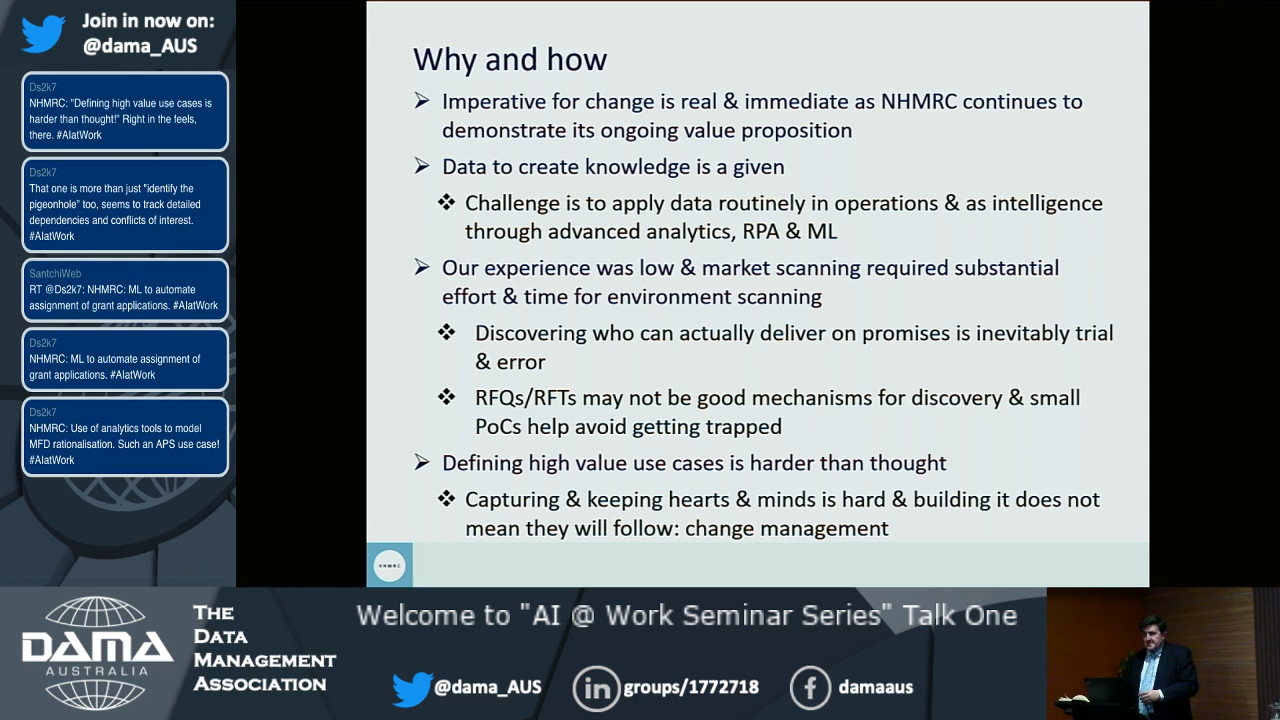 Join in now on:
@dama_AUS
Ds2k7
NHMRC: "Defining high value use cases is
harder than thought!" Right in the feels,
there. #AIatWork
Ds2k7
That one is more than just "identify the
pigeonhole" too, seems to track detailed
dependencies and conflicts of interest.
#AIatWork
SantchiWeb
RT @Ds2k7: NHMRC: ML to automate
assignment of grant applications. #AIatWork
Ds2k7
NHMRC: ML to automate assignment of
grant applications. #AIatWork
Ds2k7
NHMRC: Use of analytics tools to model
MFD rationalisation. Such an APS use case!
#AIatWork
Why and how
Imperative for change is real & immediate as NHMRC continues to
demonstrate its ongoing value proposition
Data to create knowledge is a given
Challenge is to apply data routinely in operations & as intelligence
through advanced analytics, RPA & ML
Our experience was low & market scanning required substantial
effort & time for environment scanning
Discovering who can actually deliver on promises is inevitably trial
& error
RFQs/RFTs may not be good mechanisms for discovery & small
PoCs help avoid getting trapped
Defining high value use cases is harder than thought
Capturing & keeping hearts & minds is hard & building it does not
mean they will follow: change management
NHMRC
DAMA
AUSTRALIA
THE
DATA
MANAGEMENT
ASSOCIATION
Welcome to "AI @ Work Seminar Series" Talk One
@dama_AUS
in groups/1772718
f damaaus